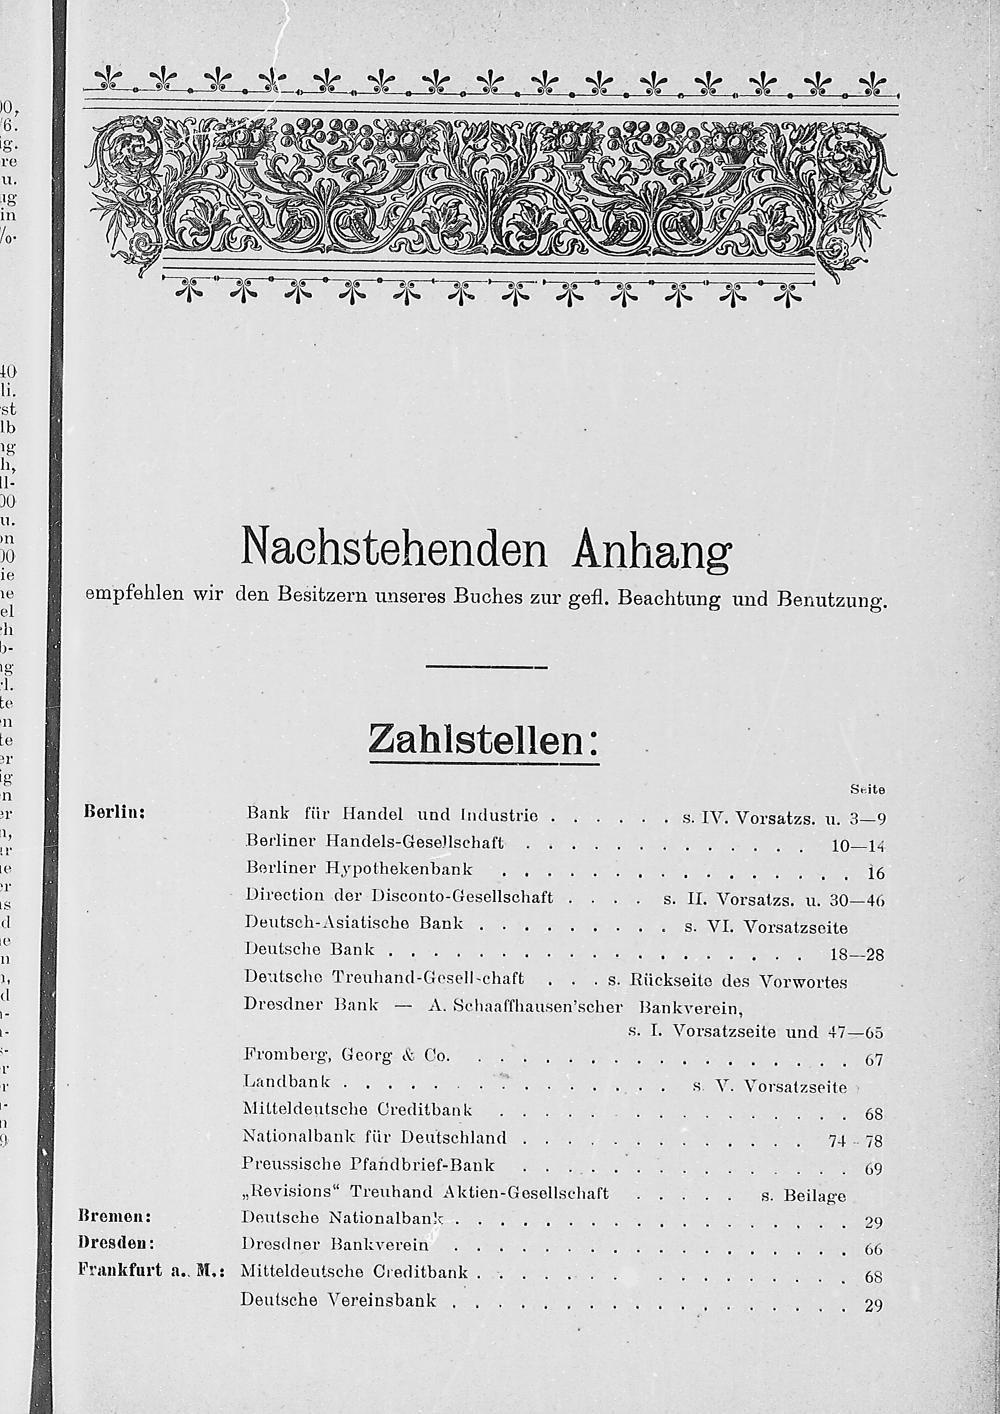 Nachstehenden Anhang
empfehlen wir den Besitzern unseres Buches zur gefl. Beachtung und Benutzung.
Zahlstellen:
Seite
Berlin: Bank für Handel und Industrie . . . . . . s. IV. Vorsatzs. u. 3—9
Berliner Handels-Gesellschaft . . . . . . . . . . . . . 10—14
Berliner Hypothekenbank . . . . . . . . . . . . . . . 16
Direction der Disconto-Gesellschaft . . . . s. II. Vorsatzs. u. 30—46
Deutsch-Asiatische Bank . . . . . . . . . s. VI. Vorsatzseite
Deutsche Bank . . . . . . . . . . . . . . . . . . 18—28
Deutsche Treuhand-Gesellschaft . . . s. Rückseite des Vorwortes
Dresdner Bank — A. Schaaffhausen'scher Bankverein,
s. I. Vorsatzseite und 47—65
Fromberg, Georg & Co. . . . . . . . . . . . . . . . . 67
Landbank . . . . . . . . . . . . . . s. V. Vorsatzseite
Mitteldeutsche Creditbank . . . . . . . . . . . . . . . 68
Nationalbank für Deutschland . . . . . . . . . . . . . 74-78
Preussische Pfandbrief-Bank . . . . . . . . . . . . . . 69
„Revisions“ Treuhand Aktien-Gesellschaft . . . . . s. Beilage
Bremen: Deutsche Nationalbank . . . . . . . . . . . . . . . . . 29
Dresden: Dresdner Bankverein . . . . . . . . . . . . . . . . . 66
Frankfurt a. M.: Mitteldeutsche Creditbank . . . . . . . . . . . . . . . . 68
Deutsche Vereinsbank . . . . . . . . . . . . . . . . . 29